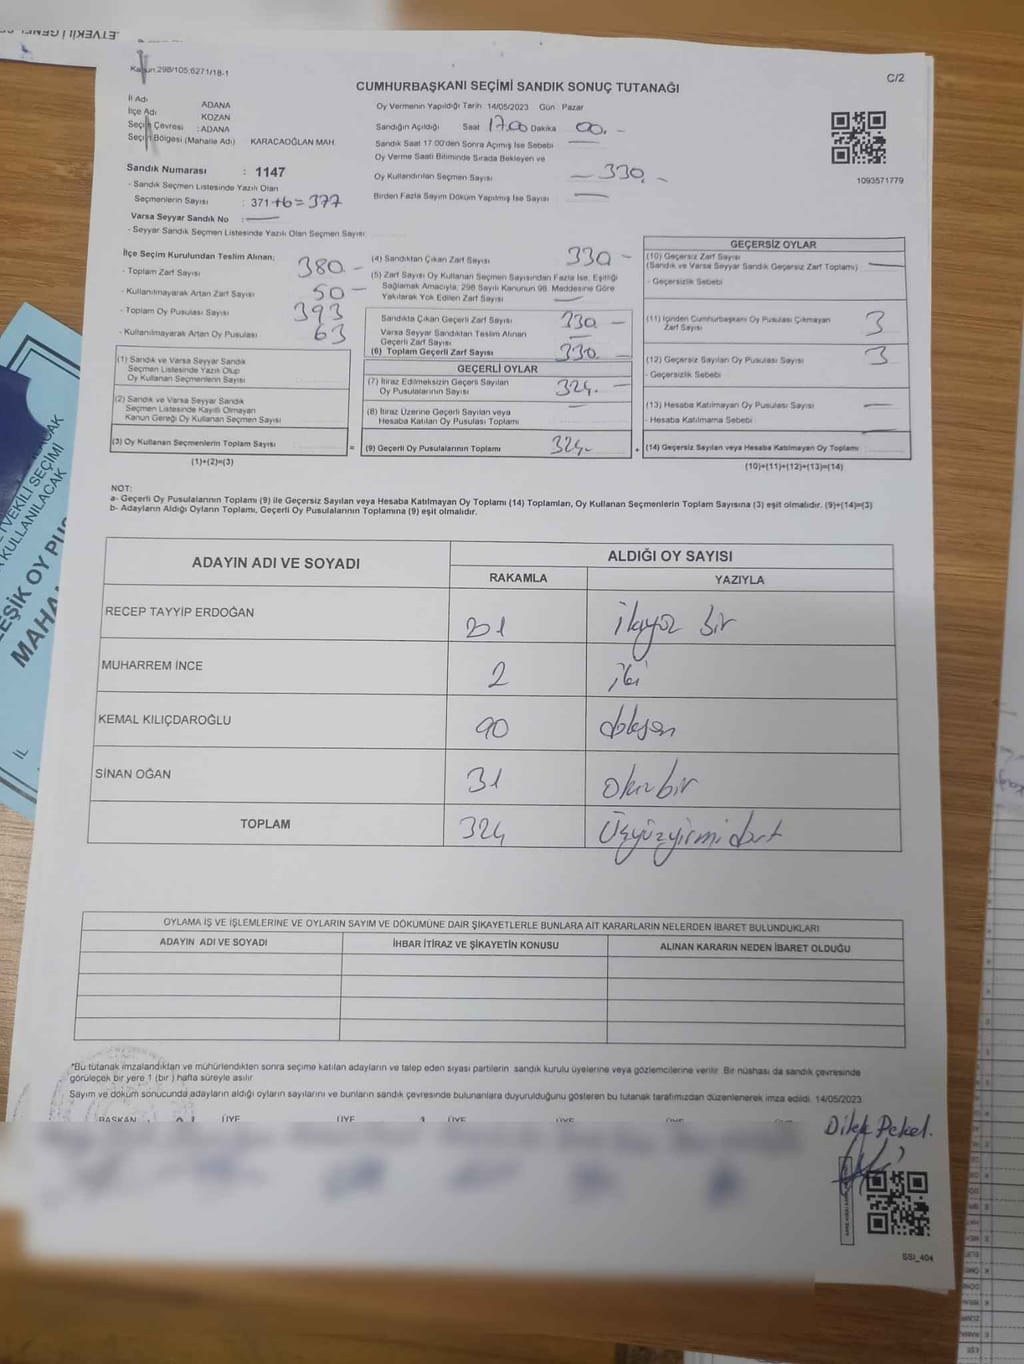 C/2
Kanun:298/105;6271/18-1
CUMHURBAŞKANI SEÇİMİ SANDIK SONUÇ TUTANAĞI
İl Adı ADANA
İlçe Adı KOZAN
Seçim Çevresi :ADANA
Seçim Bölgesi (Mahalle Adı) KARACAOĞLAN MAH.
Oy Vermenin Yapıldığı Tarih :14/05/2023 Gün : Pazar
Sandığın Açıldığı Saat 17.00 Dakika 00.-
Sandık Saat 17:00'den Sonra Açımış İse Sebebi
Oy Verme Saati Bitiminde Sırada Bekleyen ve
Oy Kullandırılan Seçmen Sayısı - 330.-
Birden Fazla Sayım Döküm Yapılmış İse Sayısı
1093571779
Sandık Numarası : 1147
- Sandık Seçmen Listesinde Yazılı Olan
Seçmenlerin Sayısı : 371+6=377
Varsa Seyyar Sandık No :
- Seyyar Sandık Seçmen Listesinde Yazılı Olan Seçmen Sayısı
İlçe Seçim Kurulundan Teslim Alınan;
- Toplam Zarf Sayısı 380-
- Kullanılmayarak Artan Zarf Sayısı 50-
- Toplam Oy Pusulası Sayısı 393
- Kullanılmayarak Artan Oy Pusulası 63
(1) Sandık ve Varsa Seyyar Sandık
Seçmen Listesinde Yazılı Olup
Oy Kullanan Seçmenlerin Sayısı
(2) Sandık ve Varsa Seyyar Sandık
Seçmen Listesinde Kayıtlı Olmayan
Kanun Gereği Oy Kullanan Seçmen Sayısı
(3) Oy Kullanan Seçmenlerin Toplam Sayısı =
(1)+(2)=(3)
(4) Sandıktan Çıkan Zarf Sayısı 330 -
(5) Zarf Sayısı Oy Kullanan Seçmen Sayısından Fazla İse, Eşitliği
Sağlamak Amacıyla, 298 Sayılı Kanunun 98. Maddesine Göre
Yakılarak Yok Edilen Zarf Sayısı
Sandıkta Çıkan Geçerli Zarf Sayısı 330 -
Varsa Seyyar Sandıktan Teslim Alınan
Geçerli Zarf Sayısı
(6) Toplam Geçerli Zarf Sayısı 330.
GEÇERLİ OYLAR
(7) İtiraz Edilmeksizin Geçerli Sayılan
Oy Pusulalarının Sayısı 324. -
(8) İtiraz Üzerine Geçerli Sayılan veya
Hesaba Katılan Oy Pusulası Toplamı
(9) Geçerli Oy Pusulalarının Toplamı 324- +
GEÇERSİZ OYLAR
(10) Geçersiz Zarf Sayısı
(Sandık ve Varsa Seyyar Sandık Geçersiz Zarf Toplamı)
- Geçersizlik Sebebi
(11) İçinden Cumhurbaşkanı Oy Pusulası Çıkmayan
Zarf Sayısı 3
(12) Geçersiz Sayılan Oy Pusulası Sayısı 3
- Geçersizlik Sebebi
(13) Hesaba Katılmayan Oy Pusulası Sayısı
- Hesaba Katılmama Sebebi
(14) Geçersiz Sayılan veya Hesaba Katılmayan Oy Toplamı
(10)+(11)+(12)+(13)=(14)
NOT:
a- Geçerli Oy Pusulalarının Toplamı (9) ile Geçersiz Sayılan veya Hesaba Katılmayan Oy Toplamı (14) Toplamları, Oy Kullanan Seçmenlerin Toplam Sayısına (3) eşit olmalıdır. (9)+(14)=(3)
b- Adayların Aldığı Oyların Toplamı, Geçerli Oy Pusulalarının Toplamına (9) eşit olmalıdır.
ADAYIN ADI VE SOYADI ALDIĞI OY SAYISI
RAKAMLA YAZIYLA
RECEP TAYYİP ERDOĞAN 201 ikiyüz bir
MUHARREM İNCE 2 iki
KEMAL KILIÇDAROĞLU 90 doksan
SİNAN OĞAN 31 otuzbir
TOPLAM 324 Üçyüzyirmi dört
OYLAMA İŞ VE İŞLEMLERİNE VE OYLARIN SAYIM VE DÖKÜMÜNE DAİR ŞİKAYETLERLE BUNLARA AİT KARARLARIN NELERDEN İBARET BULUNDUKLARI
ADAYIN ADI VE SOYADI İHBAR İTİRAZ VE ŞİKAYETİN KONUSU ALINAN KARARIN NEDEN İBARET OLDUĞU
*Bu tutanak imzalandıktan ve mühürlendikten sonra seçime katılan adayların ve talep eden siyasi partilerin sandık kurulu üyelerine veya gözlemcilerine verilir. Bir nüshası da sandık çevresinde
görülecek bir yere 1 (bir) hafta süreyle asılır
Sayım ve döküm sonucunda adayların aldığı oyların sayılarını ve bunların sandık çevresinde bulunanlara duyurulduğunu gösteren bu tutanak tarafımızdan düzenlenerek imza edildi. 14/05/2023
BAŞKAN ÜYE ÜYE ÜYE ÜYE ÜYE
Dilek Pekel.
SSİ_404
KULLANILACAK
MAHA
İL